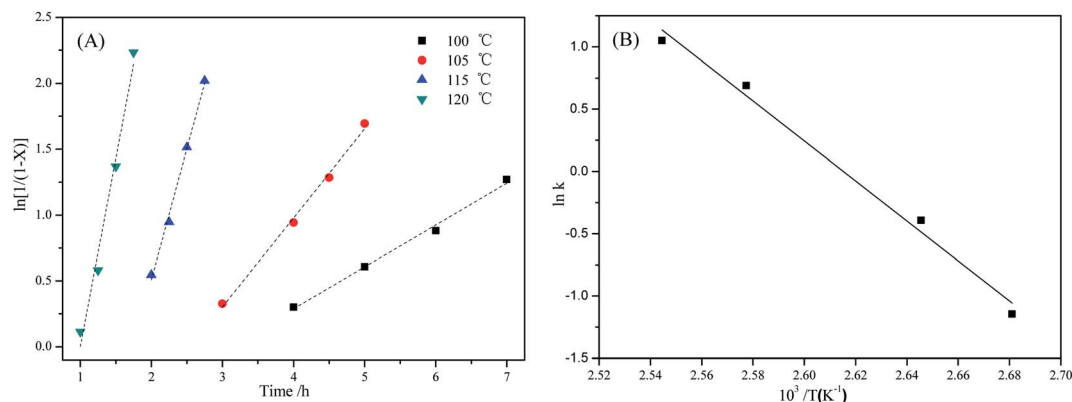 (A)
100 ℃
105 ℃
115 ℃
120 ℃
ln[1/(1-X)]
2.5
2.0
1.5
1.0
0.5
0.0
1 2 3 4 5 6 7
Time /h
(B)
ln k
1.0
0.5
0.0
-0.5
-1.0
-1.5
2.52 2.54 2.56 2.58 2.60 2.62 2.64 2.66 2.68 2.70
10³ /T(K⁻¹)